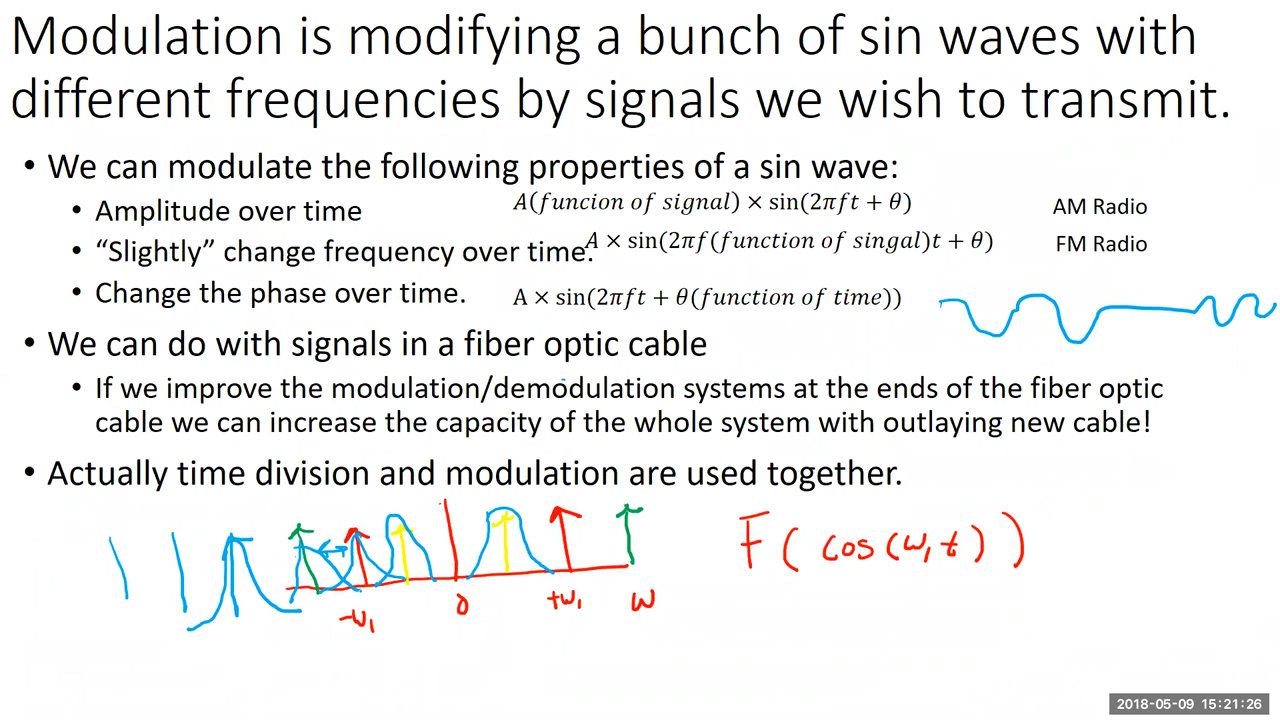 Modulation is modifying a bunch of sin waves with
different frequencies by signals we wish to transmit.
• We can modulate the following properties of a sin wave:
• Amplitude over time A(funcion of signal) × sin(2πft + θ) AM Radio
• “Slightly” change frequency over time. A × sin(2πf(function of singal)t + θ) FM Radio
• Change the phase over time. A × sin(2πft + θ(function of time))
• We can do with signals in a fiber optic cable
• If we improve the modulation/demodulation systems at the ends of the fiber optic
cable we can increase the capacity of the whole system with outlaying new cable!
• Actually time division and modulation are used together.
F(cos(ω₁t))
-ω₁ 0 +ω₁ ω
2018-05-09 15:21:26